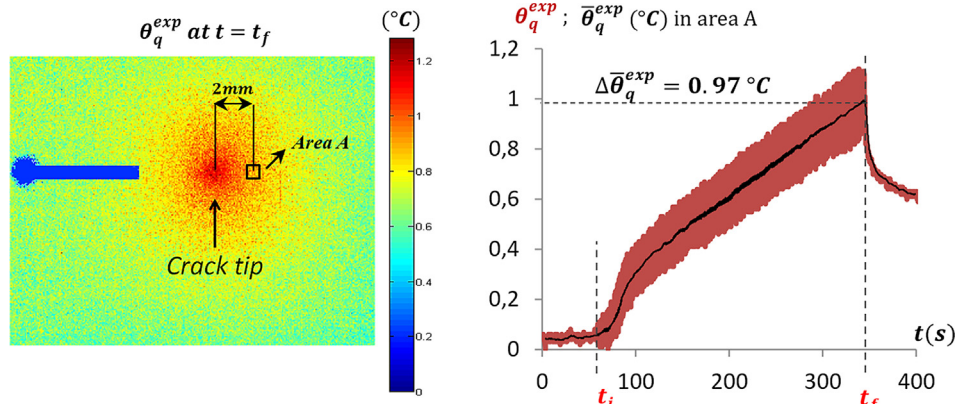 θ_q^exp at t = t_f
(°C)
2mm
Area A
Crack tip
1.2
1
0.8
0.6
0.4
0.2
0
θ_q^exp ; θ̅_q^exp (°C) in area A
1,2
Δθ̅_q^exp = 0.97 °C
1
0,8
0,6
0,4
0,2
0
t(s)
0 100 200 300 400
t_i t_f